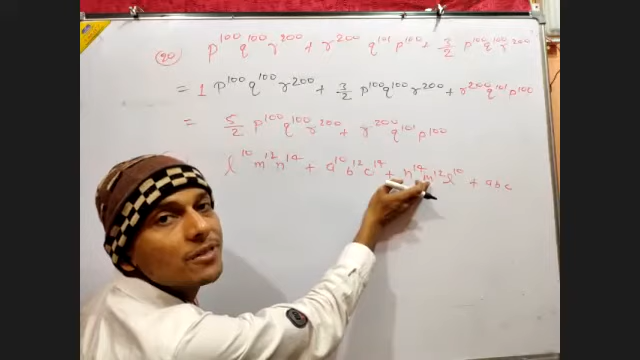 (20) p^100 q^100 r^200 + r^200 q^101 p^100 + 3/2 p^100 q^100 r^200
= 1 p^100 q^100 r^200 + 3/2 p^100 q^100 r^200 + r^200 q^101 p^100
= 5/2 p^100 q^100 r^200 + r^200 q^101 p^100
l^10 m^12 n^14 + a^10 b^12 c^14 + n^14 m^12 l^10 + abc